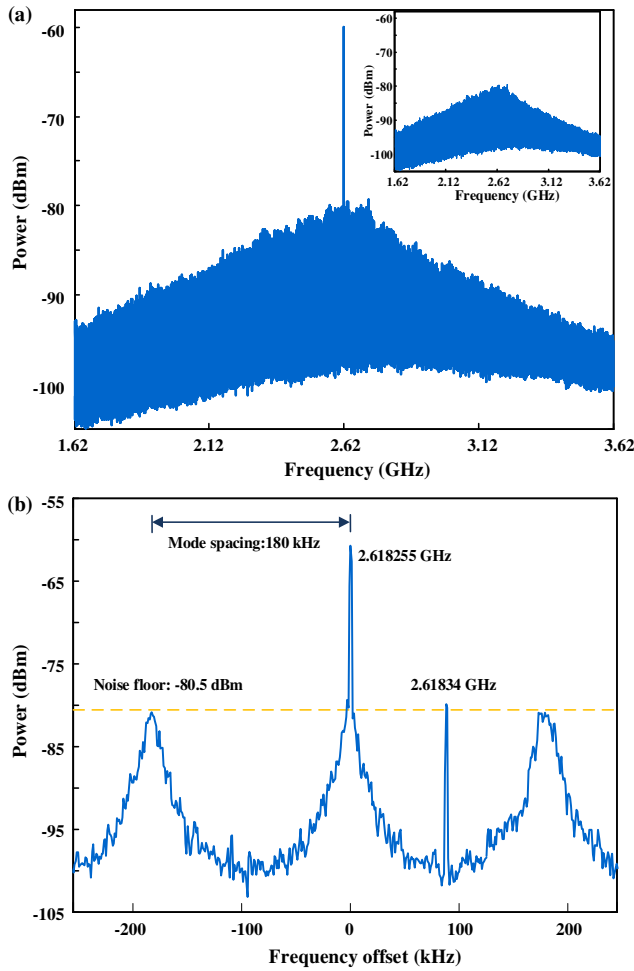 (a)
-60
-70
-80
-90
-100
Power (dBm)
1.62
2.12
2.62
3.12
3.62
Frequency (GHz)
-60
-70
-80
-90
-100
Power (dBm)
1.62
2.12
2.62
3.12
3.62
Frequency (GHz)
(b)
-55
-65
-75
-85
-95
-105
Power (dBm)
Mode spacing:180 kHz
2.618255 GHz
Noise floor: -80.5 dBm
2.61834 GHz
-200
-100
0
100
200
Frequency offset (kHz)